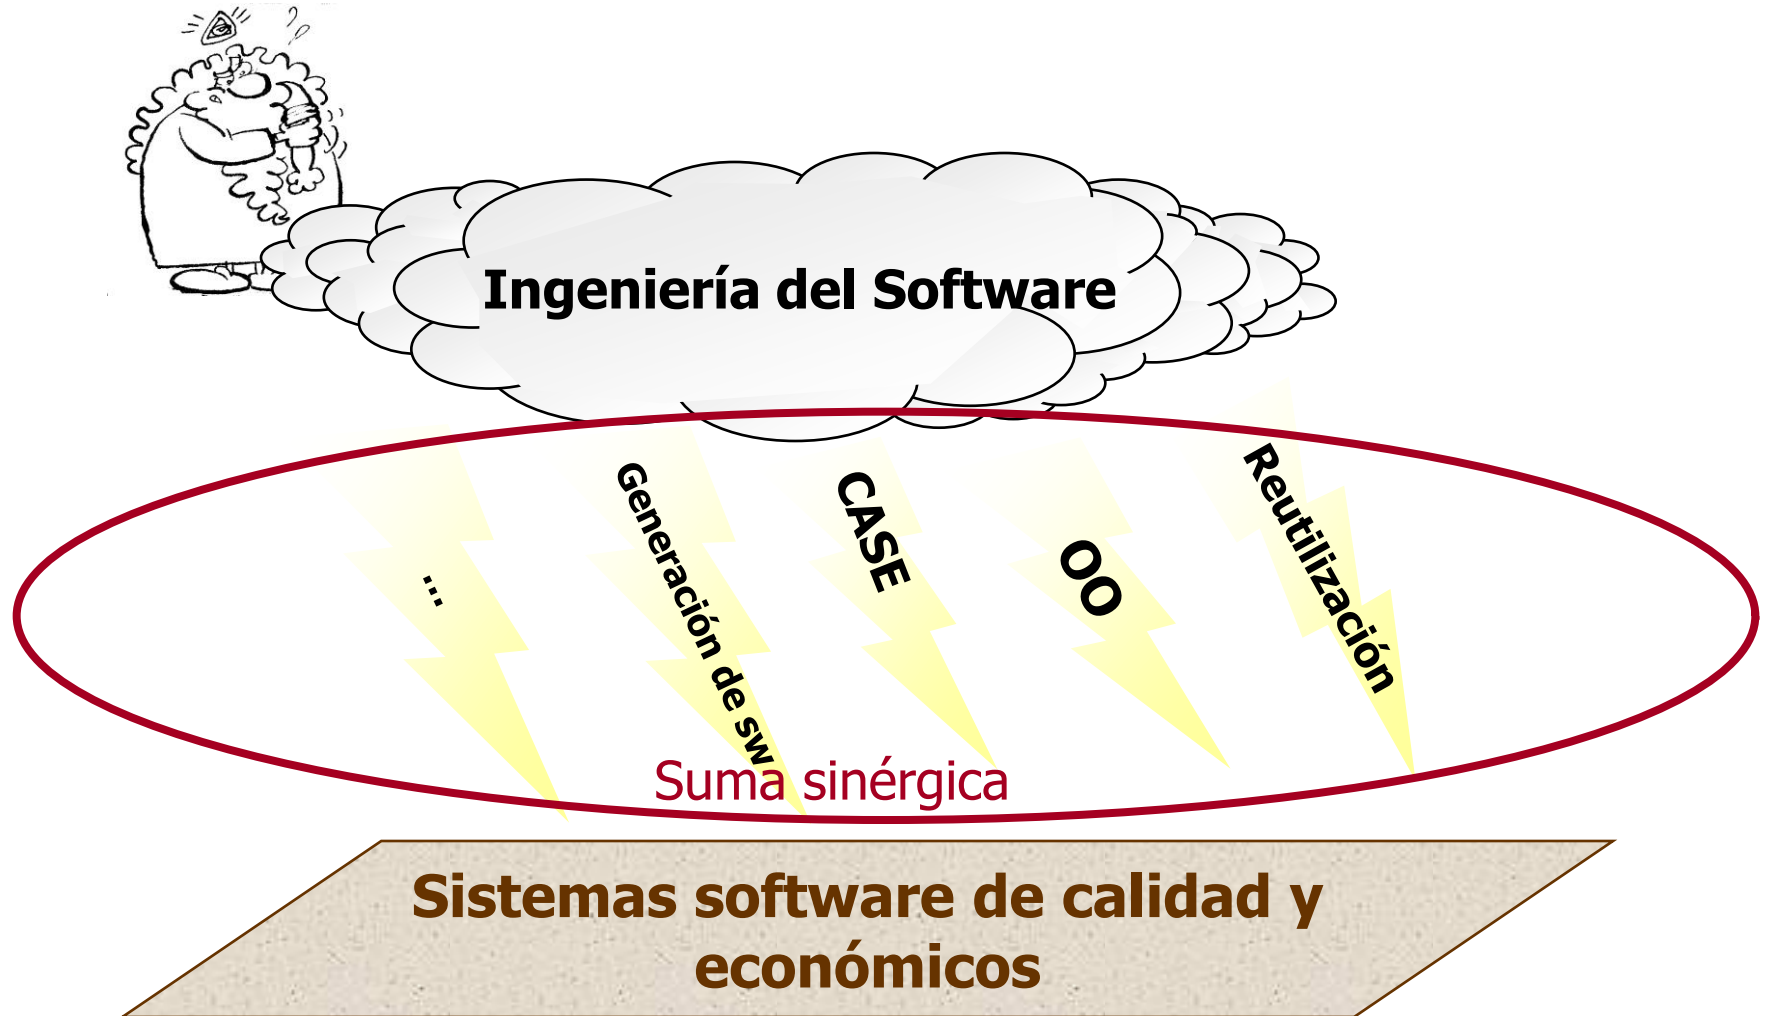 Ingeniería del Software
...
Generación de sw
CASE
OO
Reutilización
Suma sinérgica
Sistemas software de calidad y
económicos